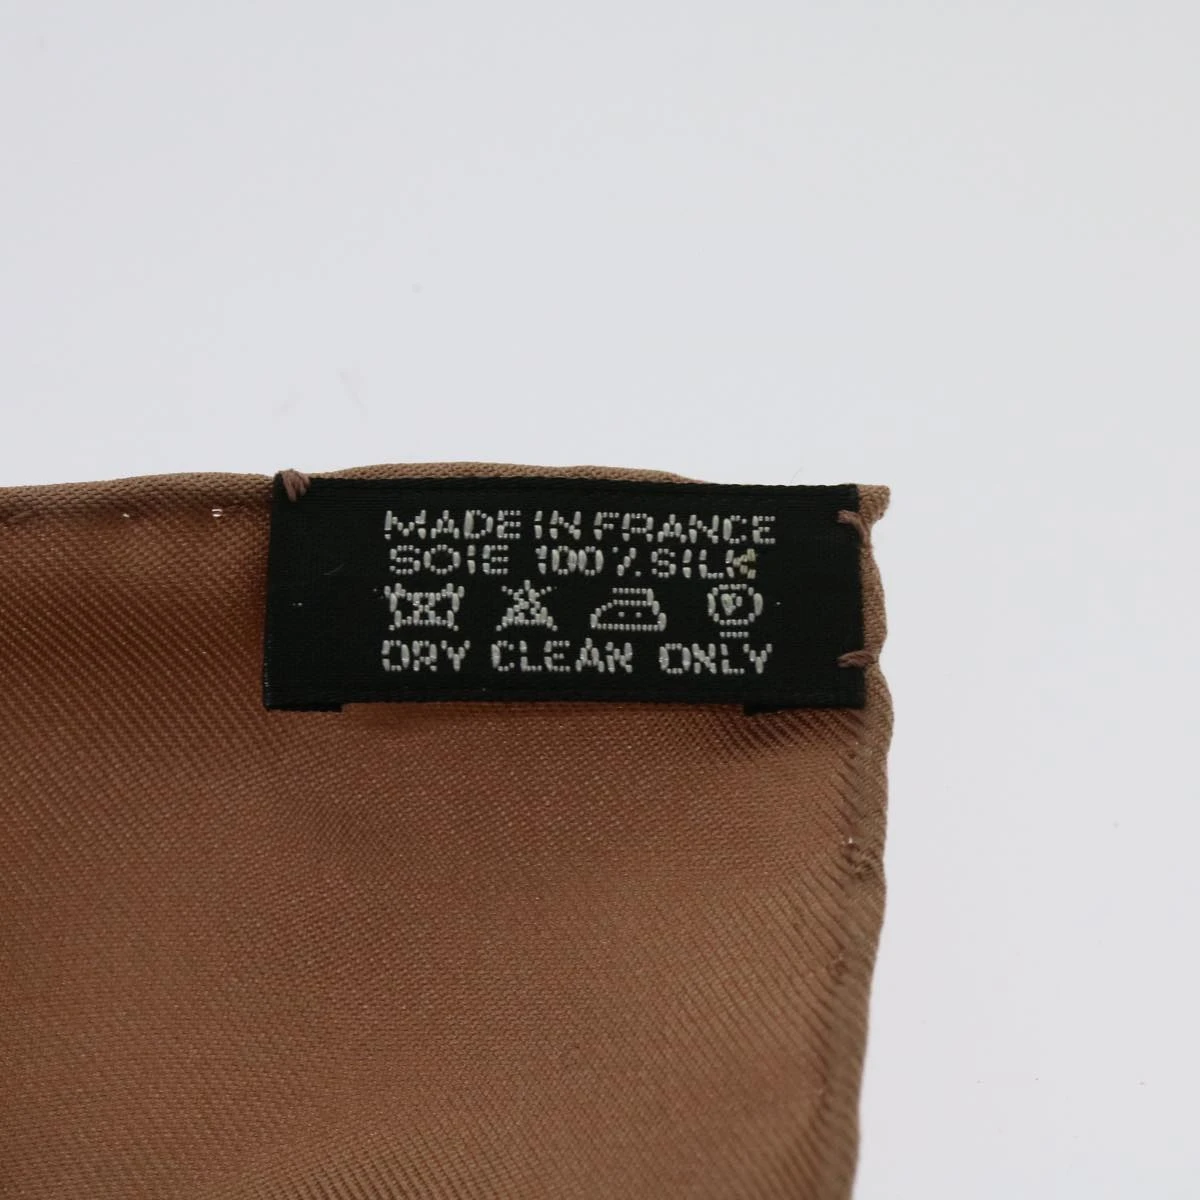 MADE IN FRANCE
SOIE 100% SILK
DRY CLEAN ONLY